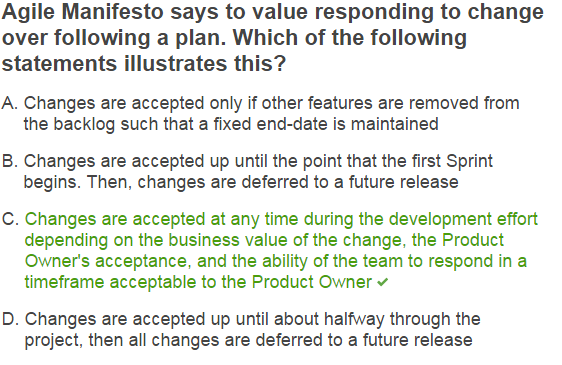 Agile Manifesto says to value responding to change
over following a plan. Which of the following
statements illustrates this?
A. Changes are accepted only if other features are removed from
the backlog such that a fixed end-date is maintained
B. Changes are accepted up until the point that the first Sprint
begins. Then, changes are deferred to a future release
C. Changes are accepted at any time during the development effort
depending on the business value of the change, the Product
Owner's acceptance, and the ability of the team to respond in a
timeframe acceptable to the Product Owner ✔
D. Changes are accepted up until about halfway through the
project, then all changes are deferred to a future release